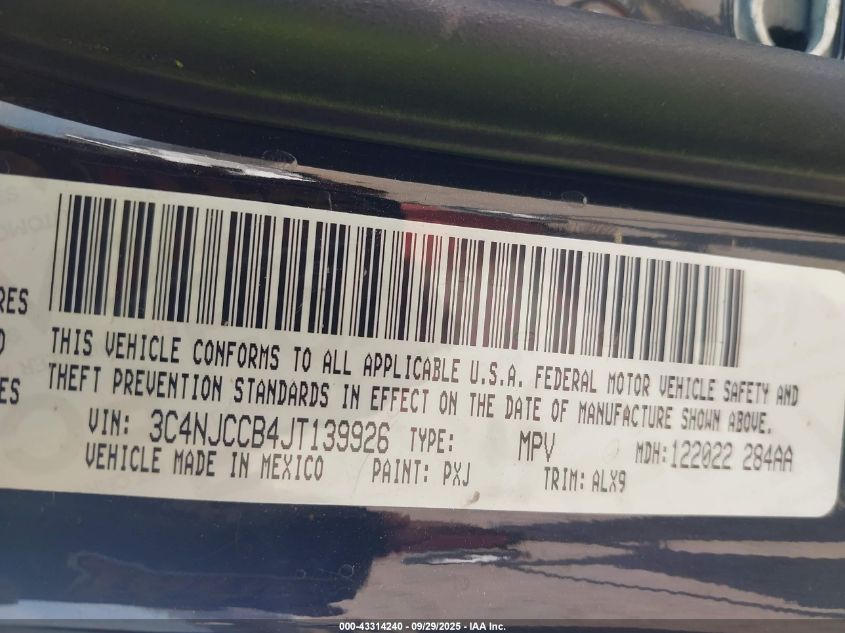 RES
THIS VEHICLE CONFORMS TO ALL APPLICABLE U.S.A. FEDERAL MOTOR VEHICLE SAFETY AND
THEFT PREVENTION STANDARDS IN EFFECT ON THE DATE OF MANUFACTURE SHOWN ABOVE.
ES
VIN: 3C4NJCCB4JT139926 TYPE: MPV MDH:122022 284AA
VEHICLE MADE IN MEXICO PAINT: PXJ TRIM: ALX9
000-43314240 - 09/29/2025 - IAA Inc.